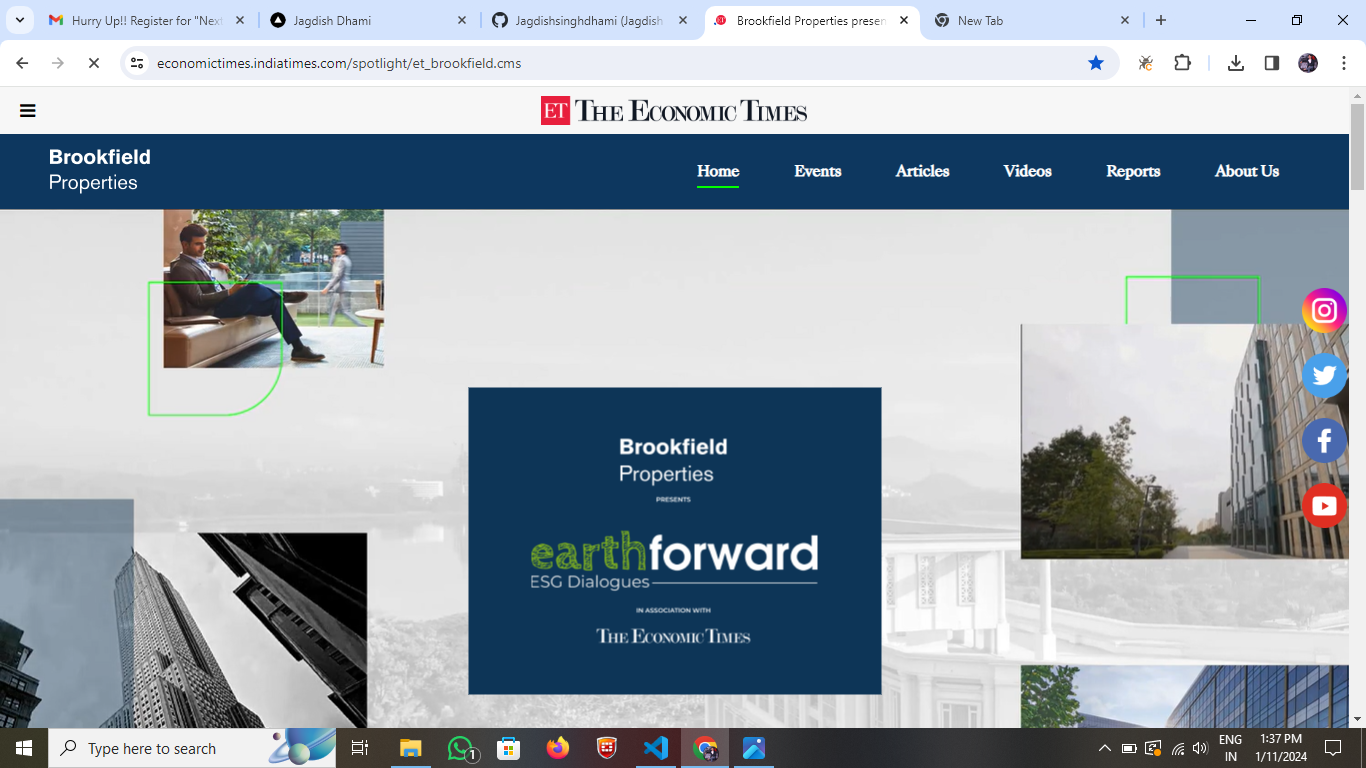 Hurry Up!! Register for "Next
Jagdish Dhami
Jagdishsinghdhami (Jagdish
Brookfield Properties presen
New Tab
economictimes.indiatimes.com/spotlight/et_brookfield.cms
ET THE ECONOMIC TIMES
Brookfield
Properties
Home
Events
Articles
Videos
Reports
About Us
Brookfield
Properties
PRESENTS
earthforward
ESG Dialogues
IN ASSOCIATION WITH
THE ECONOMIC TIMES
Type here to search
1
ENG
IN
1:37 PM
1/11/2024